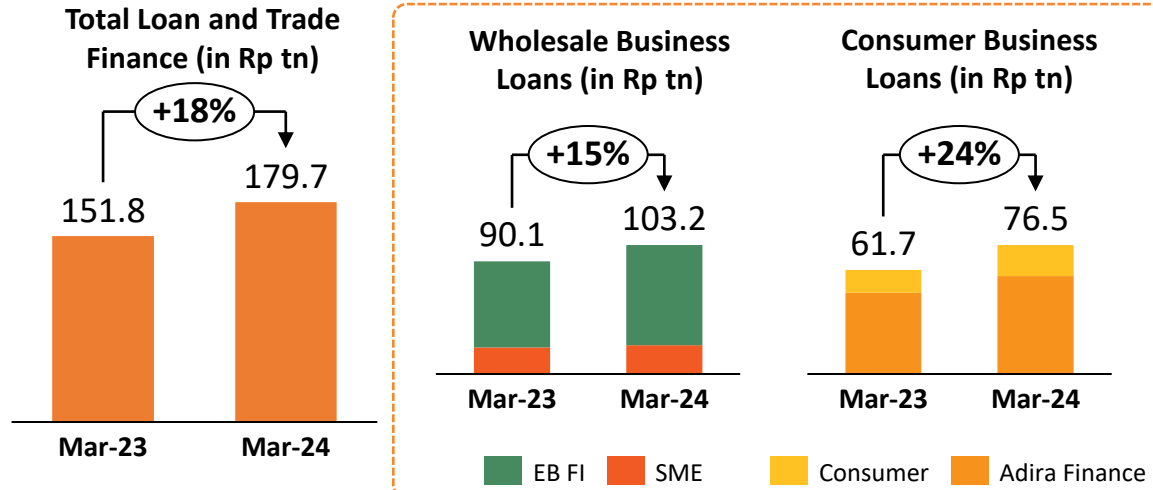 Total Loan and Trade
Finance (in Rp tn)
+18%
151.8
179.7
Mar-23
Mar-24
Wholesale Business
Loans (in Rp tn)
+15%
90.1
103.2
Mar-23
Mar-24
EB FI
SME
Consumer Business
Loans (in Rp tn)
+24%
61.7
76.5
Mar-23
Mar-24
Consumer
Adira Finance